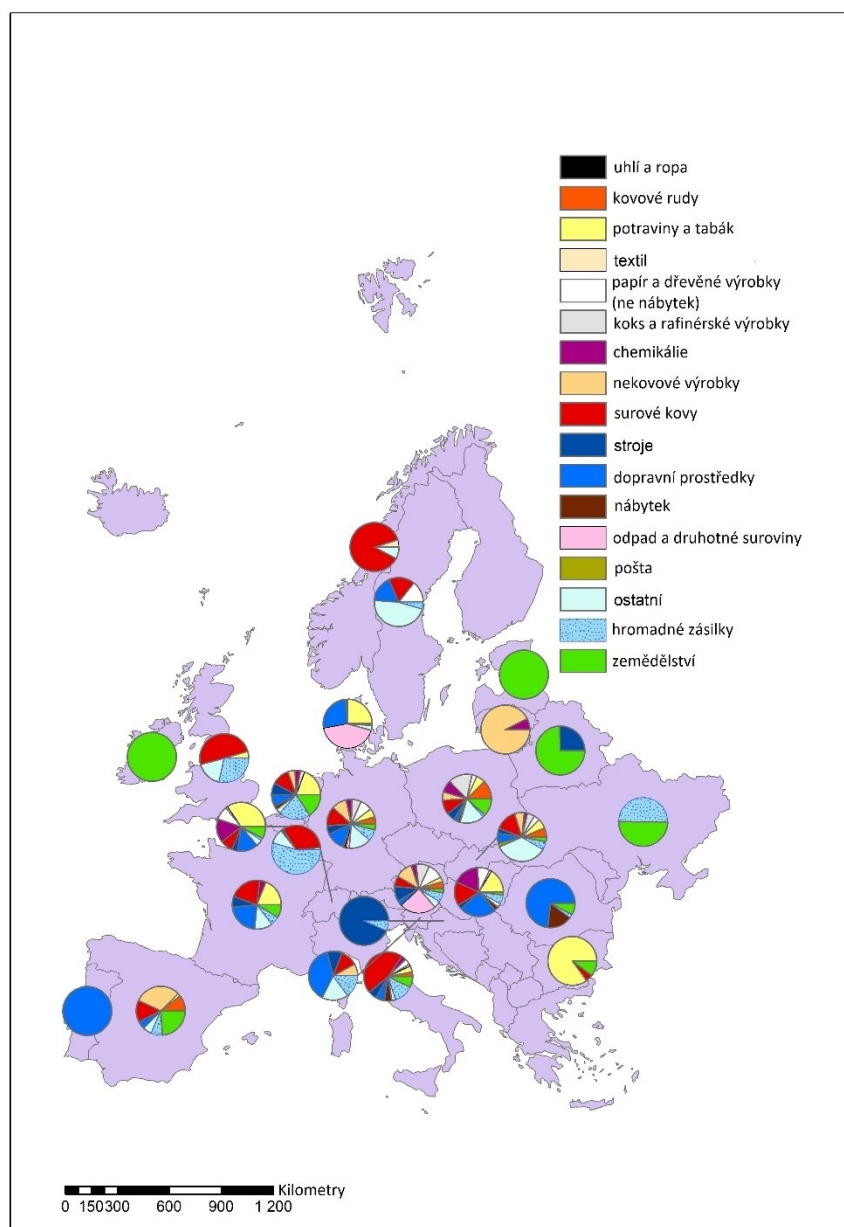 uhlí a ropa
kovové rudy
potraviny a tabák
textil
papír a dřevěné výrobky
(ne nábytek)
koks a rafinérské výrobky
chemikálie
nekovové výrobky
surové kovy
stroje
dopravní prostředky
nábytek
odpad a druhotné suroviny
pošta
ostatní
hromadné zásilky
zemědělství
Kilometry
0 150 300 600 900 1 200